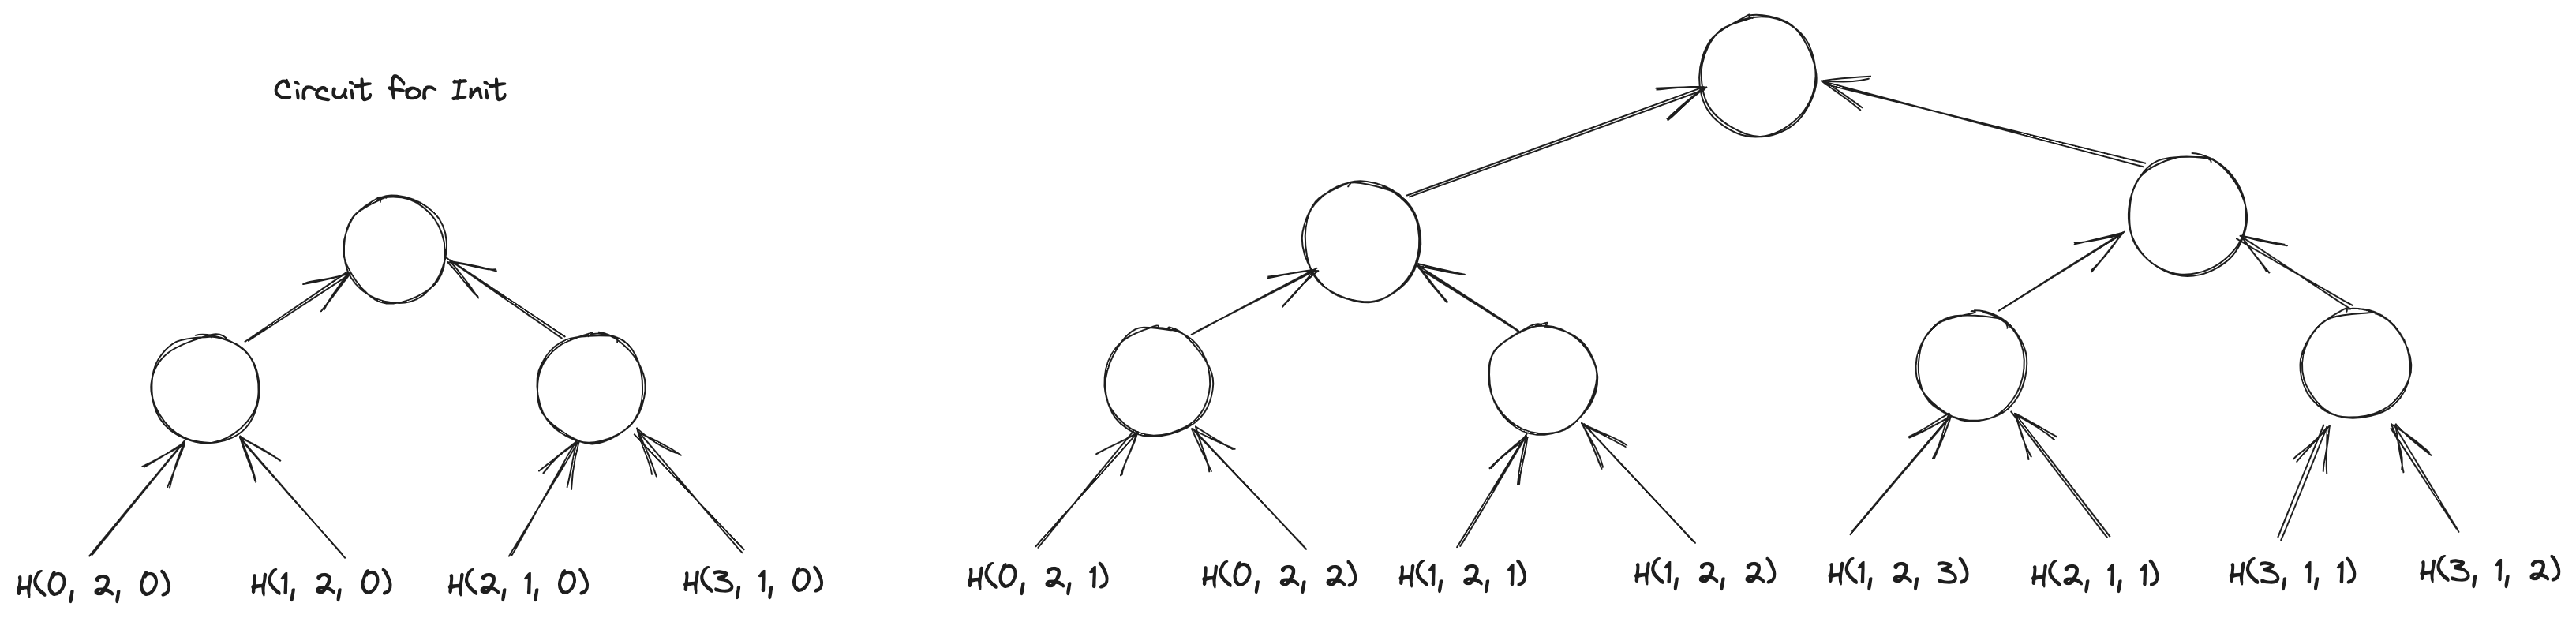 Circuit for Init
H(0, 2, 0) H(1, 2, 0) H(2, 1, 0) H(3, 1, 0) H(0, 2, 1) H(0, 2, 2) H(1, 2, 1) H(1, 2, 2) H(1, 2, 3) H(2, 1, 1) H(3, 1, 1) H(3, 1, 2)